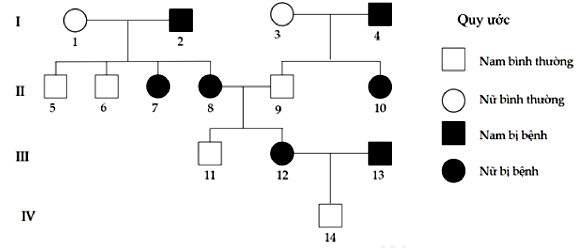 I
1
2
3
4
II
5
6
7
8
9
10
III
11
12
13
IV
14
Quy ước
Nam bình thường
Nữ bình thường
Nam bị bệnh
Nữ bị bệnh